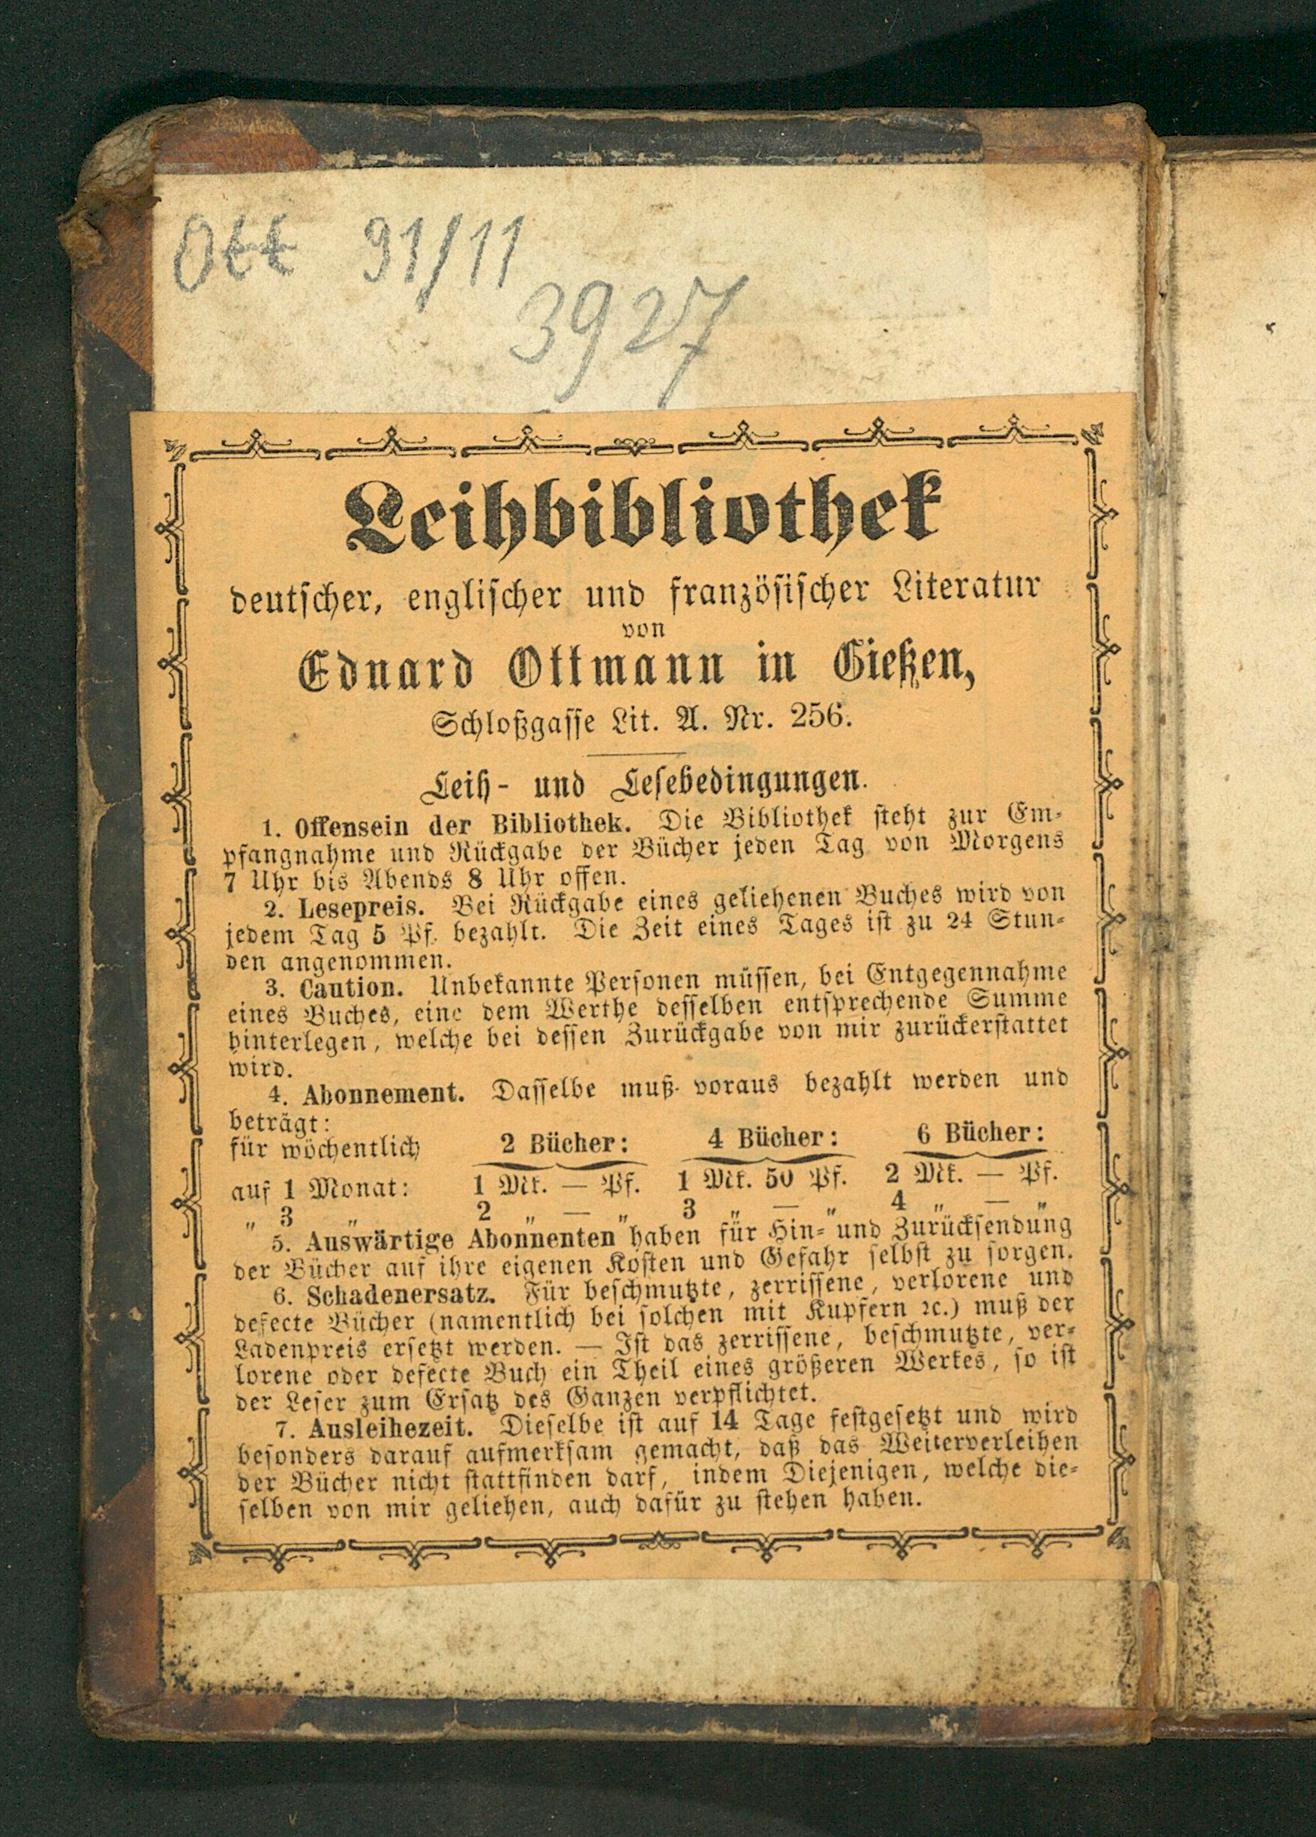 Ott 91/11
3927
Leihbibliothek
deutscher, englischer und französischer Literatur
von
Eduard Ottmann in Gießen,
Schloßgasse Lit. A. Nr. 256.
Leih- und Lesebedingungen.
1. Offensein der Bibliothek. Die Bibliothek steht zur Em-
pfangnahme und Rückgabe der Bücher jeden Tag von Morgens
7 Uhr bis Abends 8 Uhr offen.
2. Lesepreis. Bei Rückgabe eines geliehenen Buches wird von
jedem Tag 5 Pf. bezahlt. Die Zeit eines Tages ist zu 24 Stun-
den angenommen.
3. Caution. Unbekannte Personen müssen, bei Entgegennahme
eines Buches, eine dem Werthe desselben entsprechende Summe
hinterlegen, welche bei dessen Zurückgabe von mir zurückerstattet
wird.
4. Abonnement. Dasselbe muß voraus bezahlt werden und
beträgt:
für wöchentlich 2 Bücher: 4 Bücher: 6 Bücher:
auf 1 Monat: 1 Mk. — Pf. 1 Mk. 50 Pf. 2 Mk. — Pf.
" 3 " 2 " — " 3 " — " 4 " — "
5. Auswärtige Abonnenten haben für Hin- und Zurücksendung
der Bücher auf ihre eigenen Kosten und Gefahr selbst zu sorgen.
6. Schadenersatz. Für beschmutzte, zerrissene, verlorene und
defecte Bücher (namentlich bei solchen mit Kupfern ꝛc.) muß der
Ladenpreis ersetzt werden. — Ist das zerrissene, beschmutzte, ver-
lorene oder defecte Buch ein Theil eines größeren Werkes, so ist
der Leser zum Ersatz des Ganzen verpflichtet.
7. Ausleihezeit. Dieselbe ist auf 14 Tage festgesetzt und wird
besonders darauf aufmerksam gemacht, daß das Weiterverleihen
der Bücher nicht stattfinden darf, indem Diejenigen, welche die-
selben von mir geliehen, auch dafür zu stehen haben.